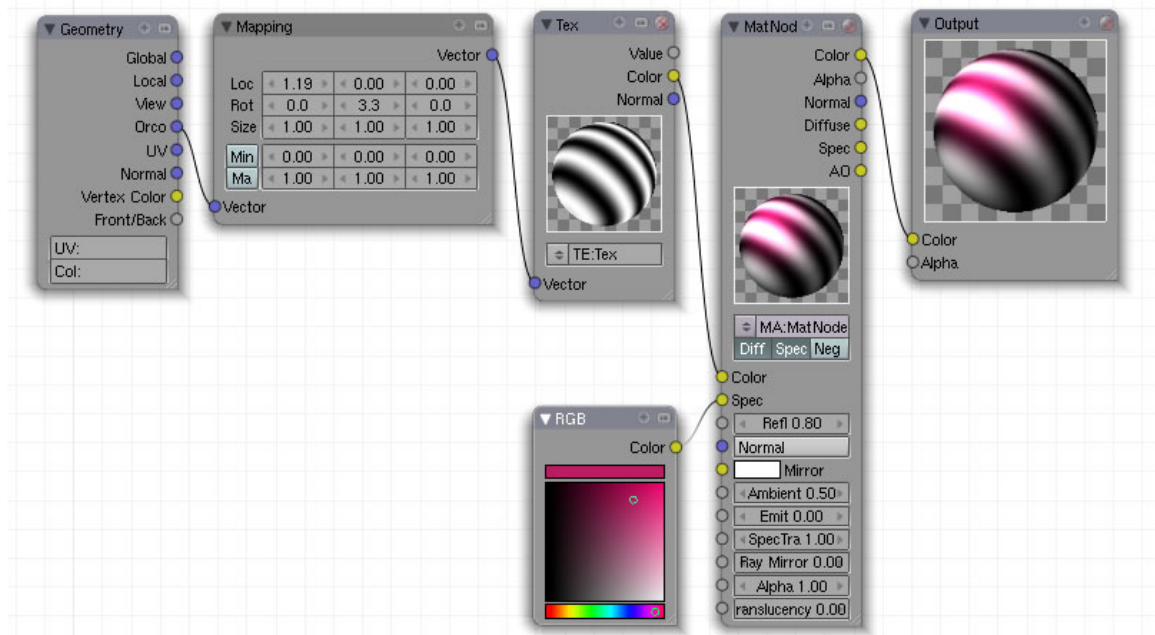 Geometry
Global
Local
View
Orco
UV
Normal
Vertex Color
Front/Back
UV:
Col:
Mapping
Vector
Loc 1.19 0.00 0.00
Rot 0.0 3.3 0.0
Size 1.00 1.00 1.00
Min 0.00 0.00 0.00
Ma 1.00 1.00 1.00
Vector
Tex
Value
Color
Normal
TE:Tex
Vector
RGB
Color
MatNod
Color
Alpha
Normal
Diffuse
Spec
AO
MA:MatNode
Diff Spec Neg
Color
Spec
Refl 0.80
Normal
Mirror
Ambient 0.50
Emit 0.00
SpecTra 1.00
Ray Mirror 0.00
Alpha 1.00
ranslucency 0.00
Output
Color
Alpha